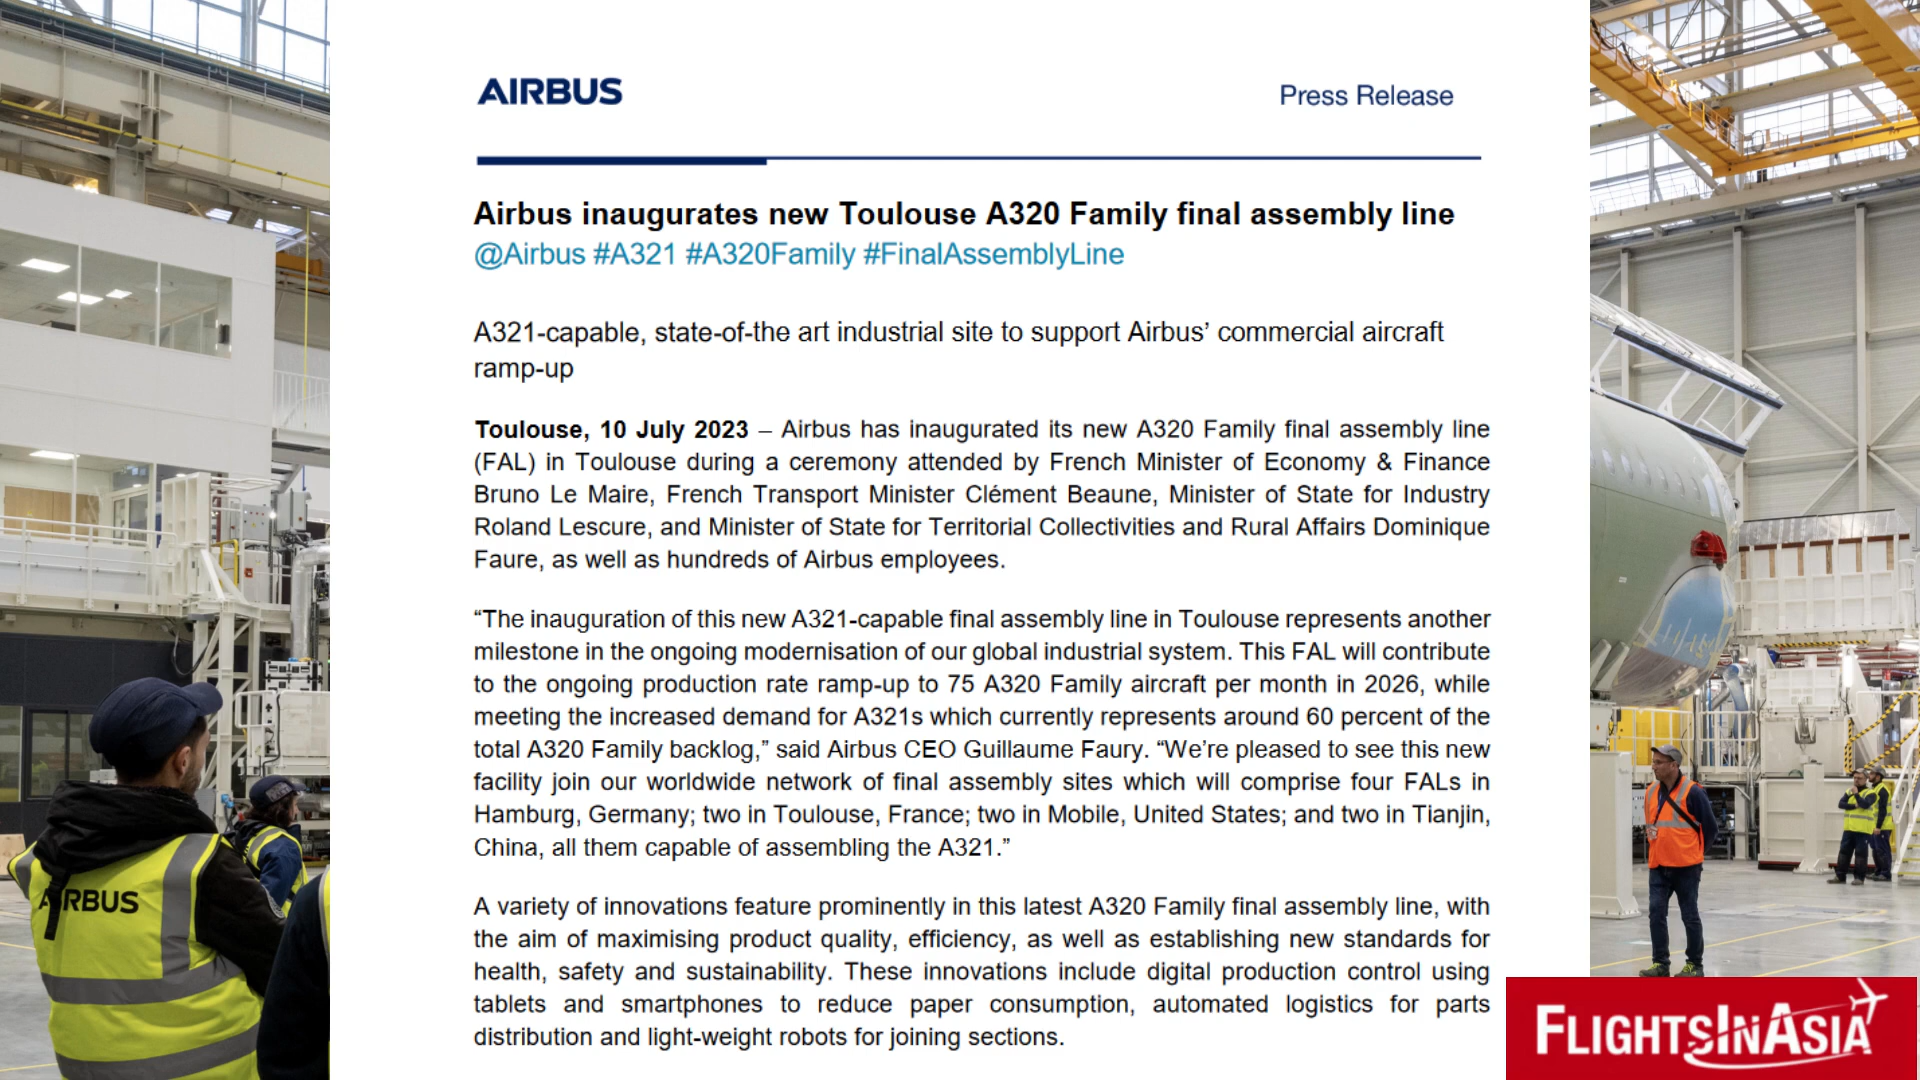 AIRBUS
Press Release
Airbus inaugurates new Toulouse A320 Family final assembly line
@Airbus #A321 #A320Family #FinalAssemblyLine
A321-capable, state-of-the art industrial site to support Airbus’ commercial aircraft
ramp-up
Toulouse, 10 July 2023 – Airbus has inaugurated its new A320 Family final assembly line
(FAL) in Toulouse during a ceremony attended by French Minister of Economy & Finance
Bruno Le Maire, French Transport Minister Clément Beaune, Minister of State for Industry
Roland Lescure, and Minister of State for Territorial Collectivities and Rural Affairs Dominique
Faure, as well as hundreds of Airbus employees.
“The inauguration of this new A321-capable final assembly line in Toulouse represents another
milestone in the ongoing modernisation of our global industrial system. This FAL will contribute
to the ongoing production rate ramp-up to 75 A320 Family aircraft per month in 2026, while
meeting the increased demand for A321s which currently represents around 60 percent of the
total A320 Family backlog,” said Airbus CEO Guillaume Faury. “We’re pleased to see this new
facility join our worldwide network of final assembly sites which will comprise four FALs in
Hamburg, Germany; two in Toulouse, France; two in Mobile, United States; and two in Tianjin,
China, all them capable of assembling the A321.”
A variety of innovations feature prominently in this latest A320 Family final assembly line, with
the aim of maximising product quality, efficiency, as well as establishing new standards for
health, safety and sustainability. These innovations include digital production control using
tablets and smartphones to reduce paper consumption, automated logistics for parts
distribution and light-weight robots for joining sections.
AIRBUS
FLIGHTSINASIA